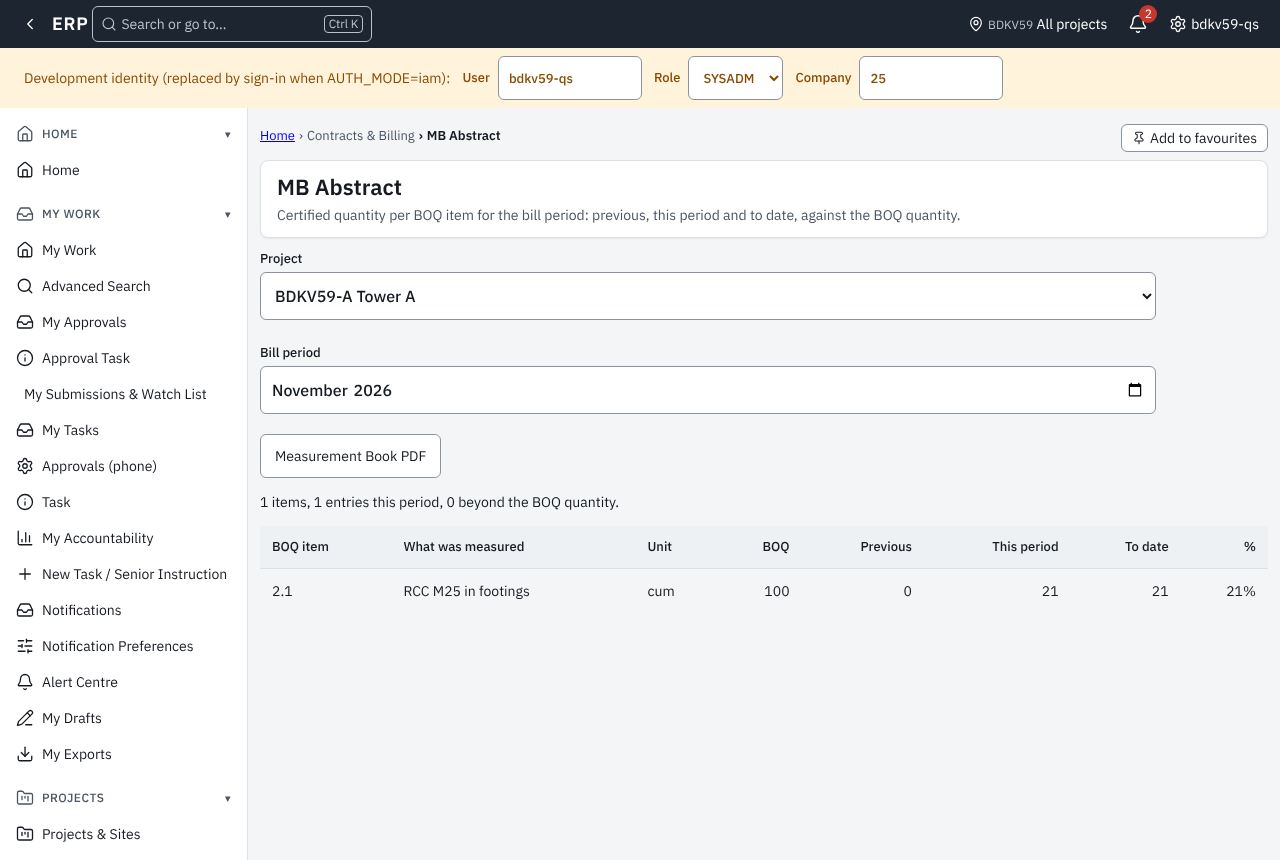 ERP
Search or go to...
Ctrl K
BDKV59 All projects
2
bdkv59-qs
Development identity (replaced by sign-in when AUTH_MODE=iam):
User
bdkv59-qs
Role
SYSADM
Company
25
HOME
Home
MY WORK
My Work
Advanced Search
My Approvals
Approval Task
My Submissions & Watch List
My Tasks
Approvals (phone)
Task
My Accountability
New Task / Senior Instruction
Notifications
Notification Preferences
Alert Centre
My Drafts
My Exports
PROJECTS
Projects & Sites
Home › Contracts & Billing › MB Abstract
Add to favourites
MB Abstract
Certified quantity per BOQ item for the bill period: previous, this period and to date, against the BOQ quantity.
Project
BDKV59-A Tower A
Bill period
November 2026
Measurement Book PDF
1 items, 1 entries this period, 0 beyond the BOQ quantity.
BOQ item What was measured Unit BOQ Previous This period To date %
2.1 RCC M25 in footings cum 100 0 21 21 21%